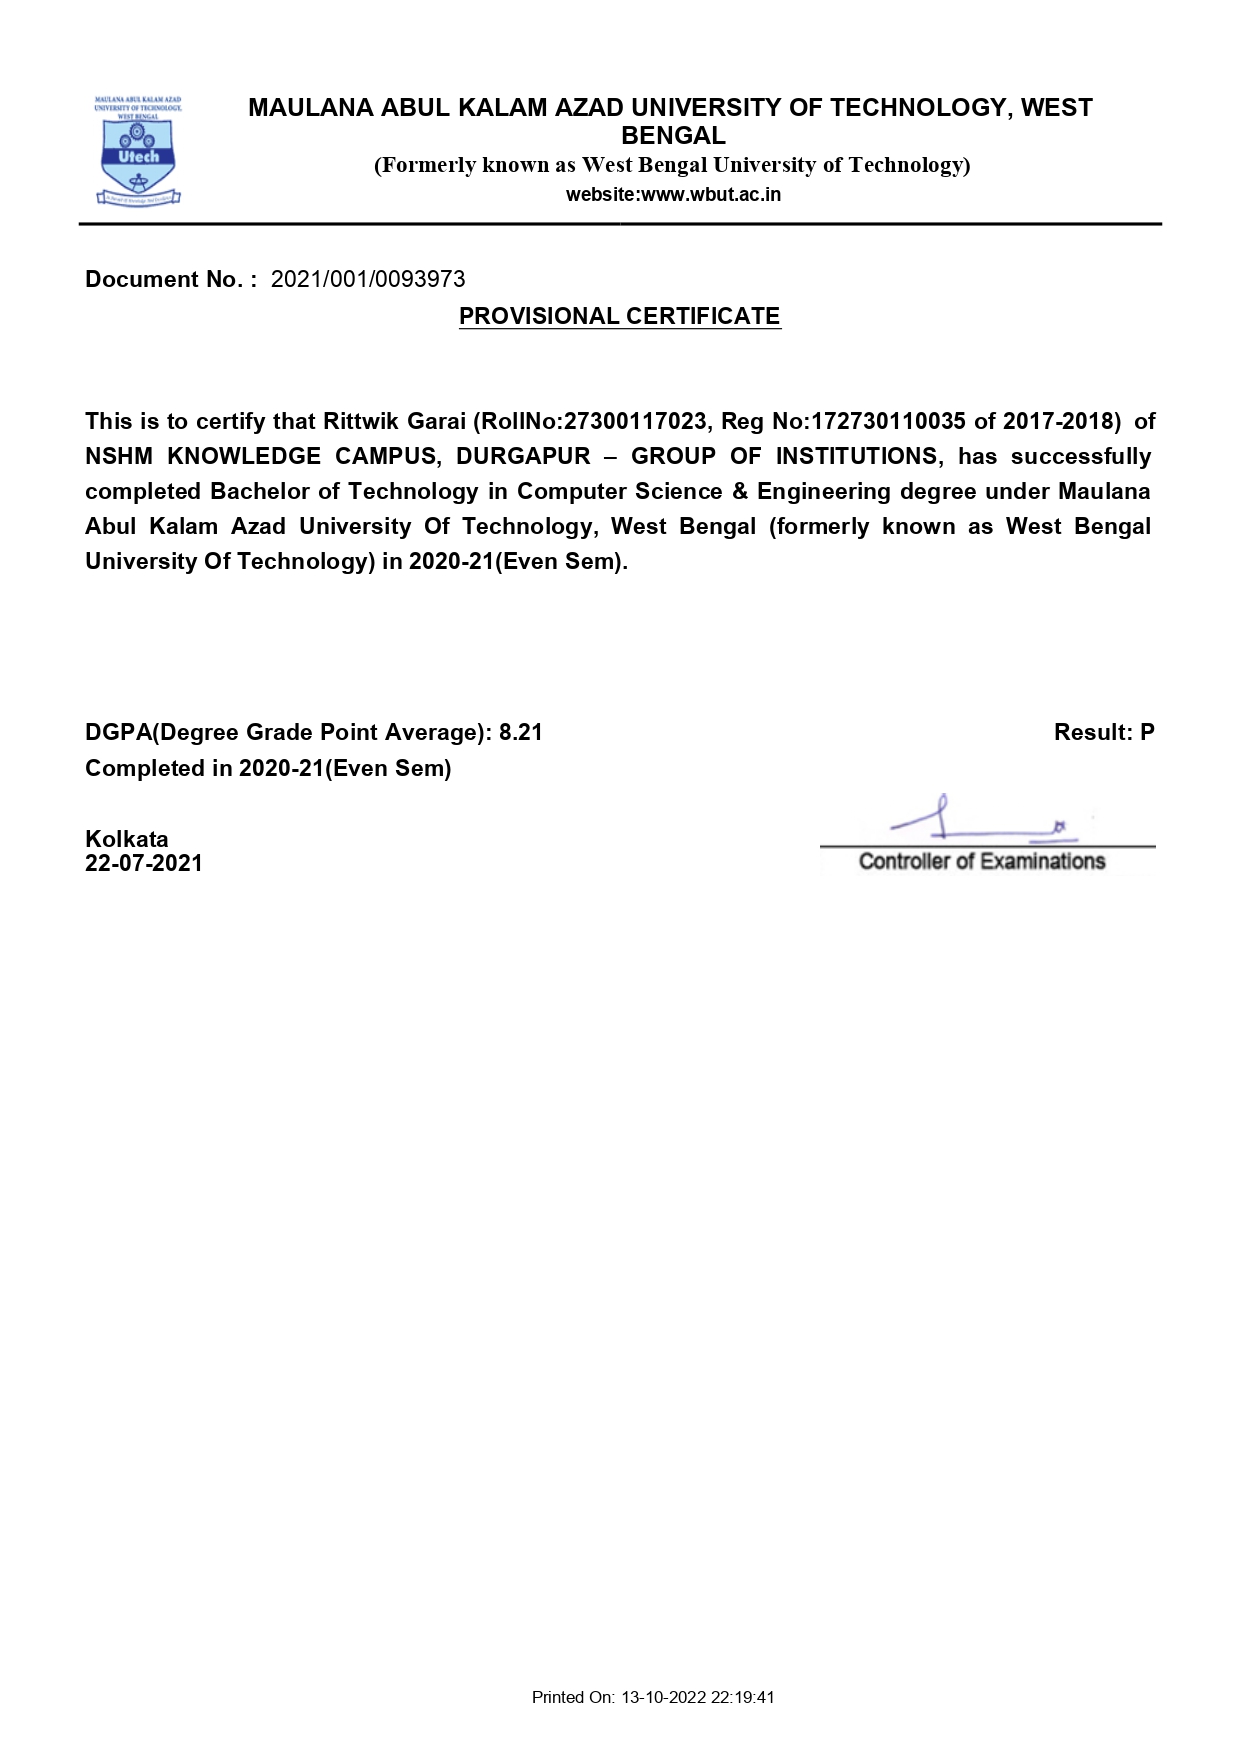 MAULANA ABUL KALAM AZAD
UNIVERSITY OF TECHNOLOGY,
WEST BENGAL
Utech
MAULANA ABUL KALAM AZAD UNIVERSITY OF TECHNOLOGY, WEST
BENGAL
(Formerly known as West Bengal University of Technology)
website:www.wbut.ac.in
Document No. : 2021/001/0093973
PROVISIONAL CERTIFICATE
This is to certify that Rittwik Garai (RollNo:27300117023, Reg No:172730110035 of 2017-2018) of
NSHM KNOWLEDGE CAMPUS, DURGAPUR – GROUP OF INSTITUTIONS, has successfully
completed Bachelor of Technology in Computer Science & Engineering degree under Maulana
Abul Kalam Azad University Of Technology, West Bengal (formerly known as West Bengal
University Of Technology) in 2020-21(Even Sem).
DGPA(Degree Grade Point Average): 8.21 Result: P
Completed in 2020-21(Even Sem)
Kolkata
22-07-2021
Controller of Examinations
Printed On: 13-10-2022 22:19:41